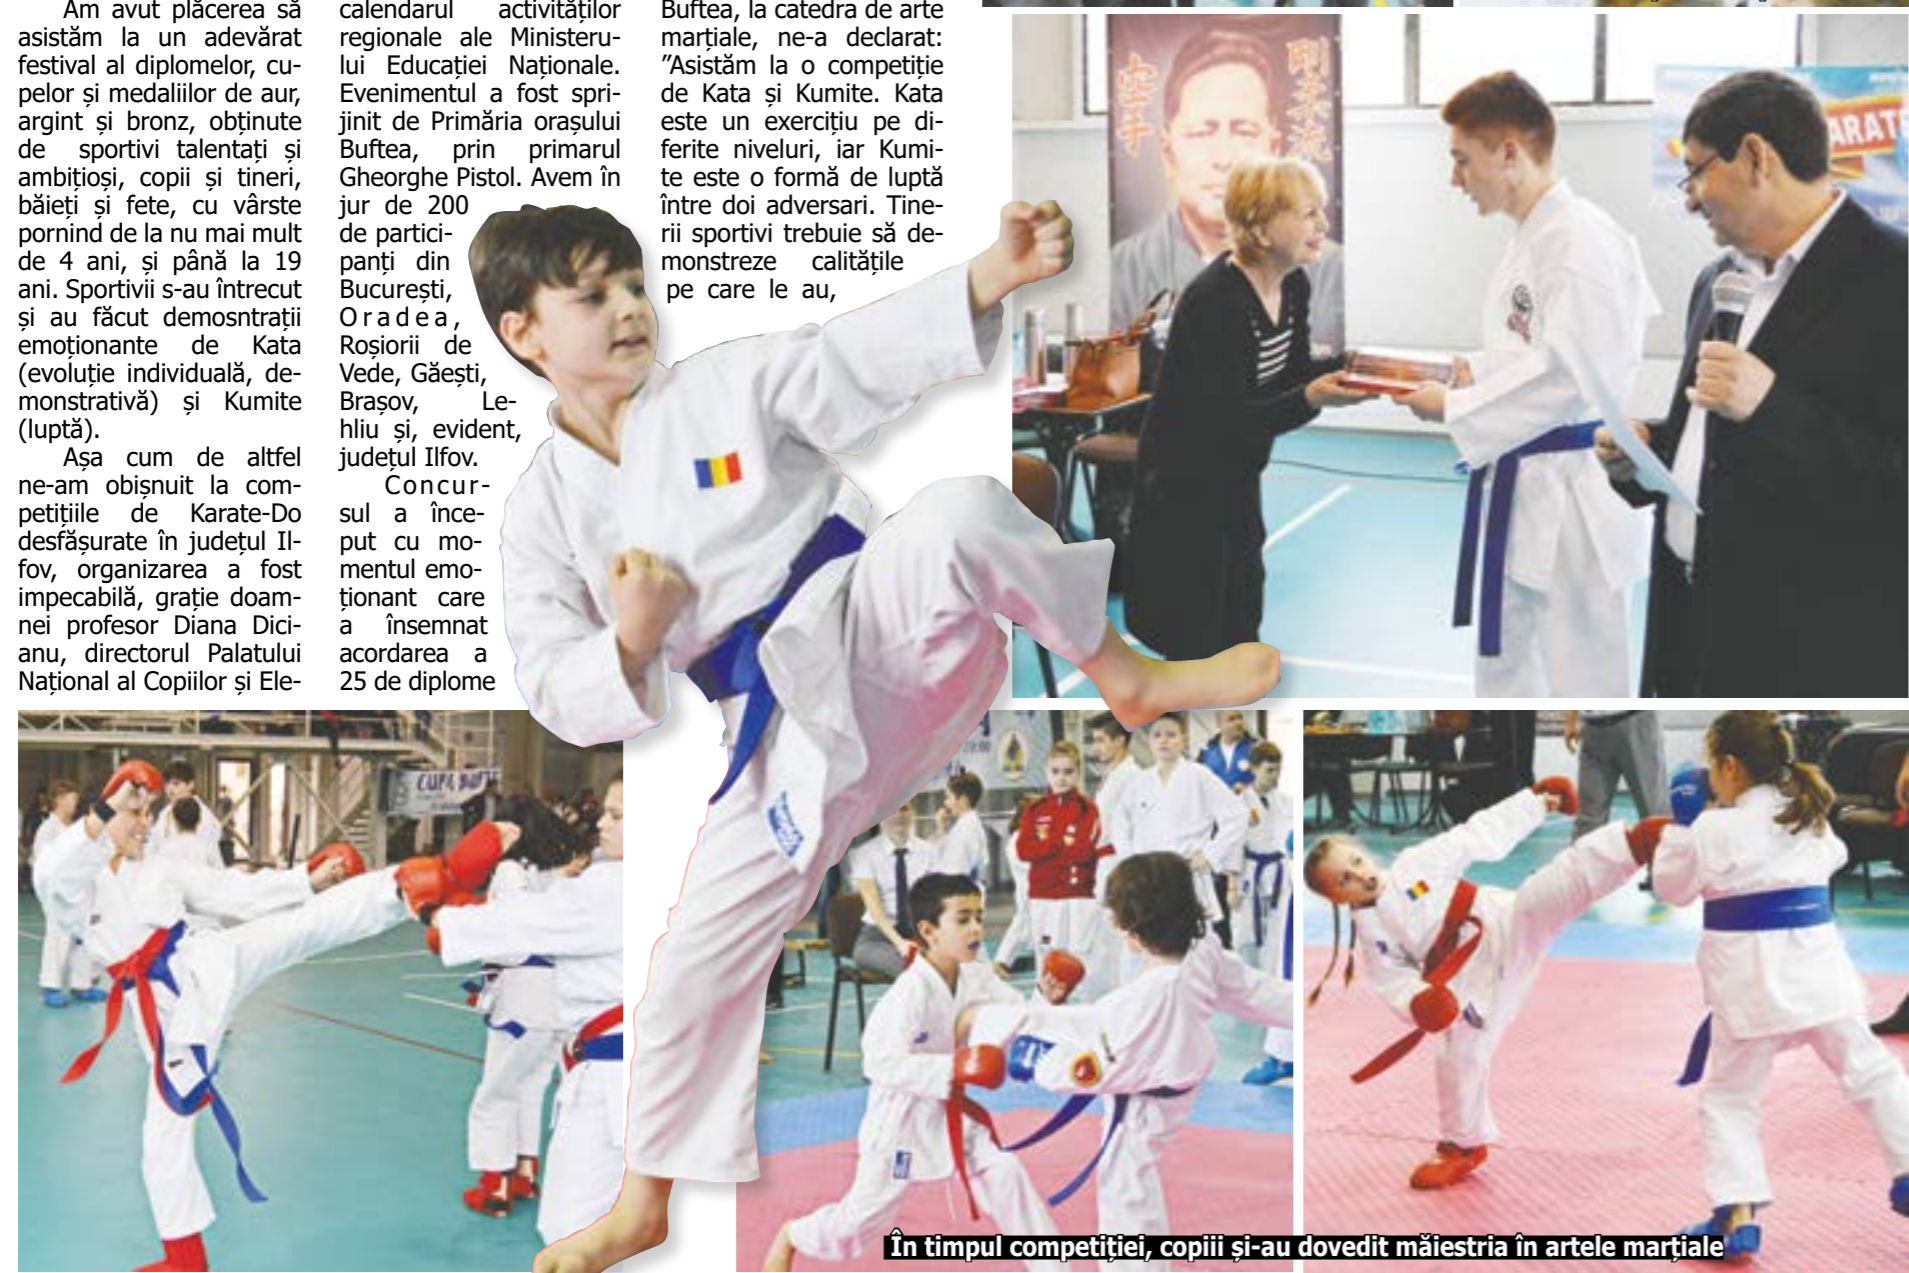 Am avut plăcerea să
asistăm la un adevărat
festival al diplomelor, cu-
pelor și medaliilor de aur,
argint și bronz, obținute
de sportivi talentați și
ambițioși, copii și tineri,
băieți și fete, cu vârste
pornind de la nu mai mult
de 4 ani, și până la 19
ani. Sportivii s-au întrecut
și au făcut demosntrații
emoționante de Kata
(evoluție individuală, de-
monstrativă) și Kumite
(luptă).
Așa cum de altfel
ne-am obișnuit la com-
petițiile de Karate-Do
desfășurate în județul Il-
fov, organizarea a fost
impecabilă, grație doam-
nei profesor Diana Dici-
anu, directorul Palatului
Național al Copiilor și Ele-
calendarul activităților
regionale ale Ministeru-
lui Educației Naționale.
Evenimentul a fost spri-
jinit de Primăria orașului
Buftea, prin primarul
Gheorghe Pistol. Avem în
jur de 200
de partici-
panți din
București,
Oradea,
Roșiorii de
Vede, Găești,
Brașov, Le-
hliu și, evident,
județul Ilfov.
Concur-
sul a înce-
put cu mo-
mentul emo-
ționant care
a însemnat
acordarea a
25 de diplome
Buftea, la catedra de arte
marțiale, ne-a declarat:
”Asistăm la o competiție
de Kata și Kumite. Kata
este un exercițiu pe di-
ferite niveluri, iar Kumi-
te este o formă de luptă
între doi adversari. Tine-
rii sportivi trebuie să de-
monstreze calitățile
pe care le au,
În timpul competiției, copiii și-au dovedit măiestria în artele marțiale